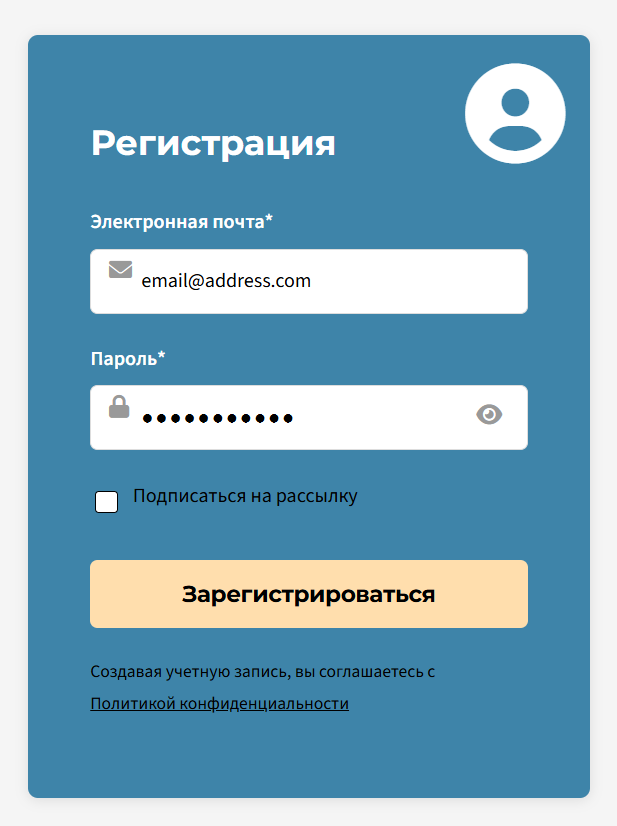 Регистрация
Электронная почта*
email@address.com
Пароль*
•••••••••••
Подписаться на рассылку
Зарегистрироваться
Создавая учетную запись, вы соглашаетесь с
Политикой конфиденциальности